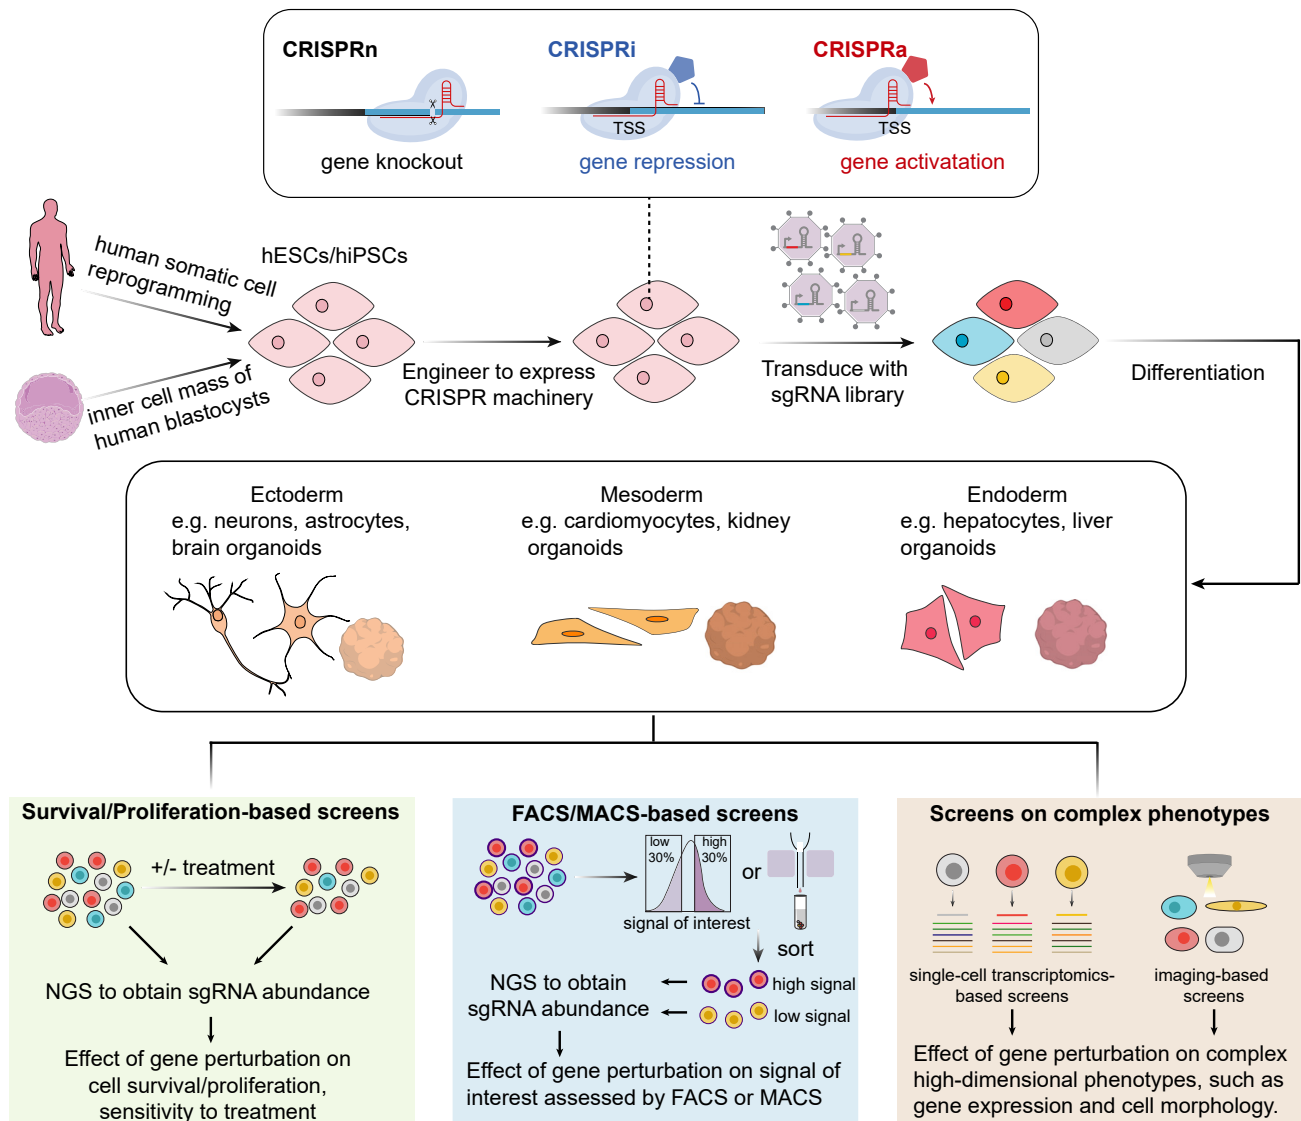 CRISPRn
CRISPRi
CRISPRa
TSS
TSS
gene knockout
gene repression
gene activatation
human somatic cell
reprogramming
hESCs/hiPSCs
inner cell mass of
human blastocysts
Engineer to express
CRISPR machinery
Transduce with
sgRNA library
Differentiation
Ectoderm
e.g. neurons, astrocytes,
brain organoids
Mesoderm
e.g. cardiomyocytes, kidney
organoids
Endoderm
e.g. hepatocytes, liver
organoids
Survival/Proliferation-based screens
+/- treatment
NGS to obtain sgRNA abundance
Effect of gene perturbation on
cell survival/proliferation,
sensitivity to treatment
FACS/MACS-based screens
low
30%
high
30%
signal of interest
or
sort
high signal
low signal
NGS to obtain
sgRNA abundance
Effect of gene perturbation on signal of
interest assessed by FACS or MACS
Screens on complex phenotypes
single-cell transcriptomics-
based screens
imaging-based
screens
Effect of gene perturbation on complex
high-dimensional phenotypes, such as
gene expression and cell morphology.